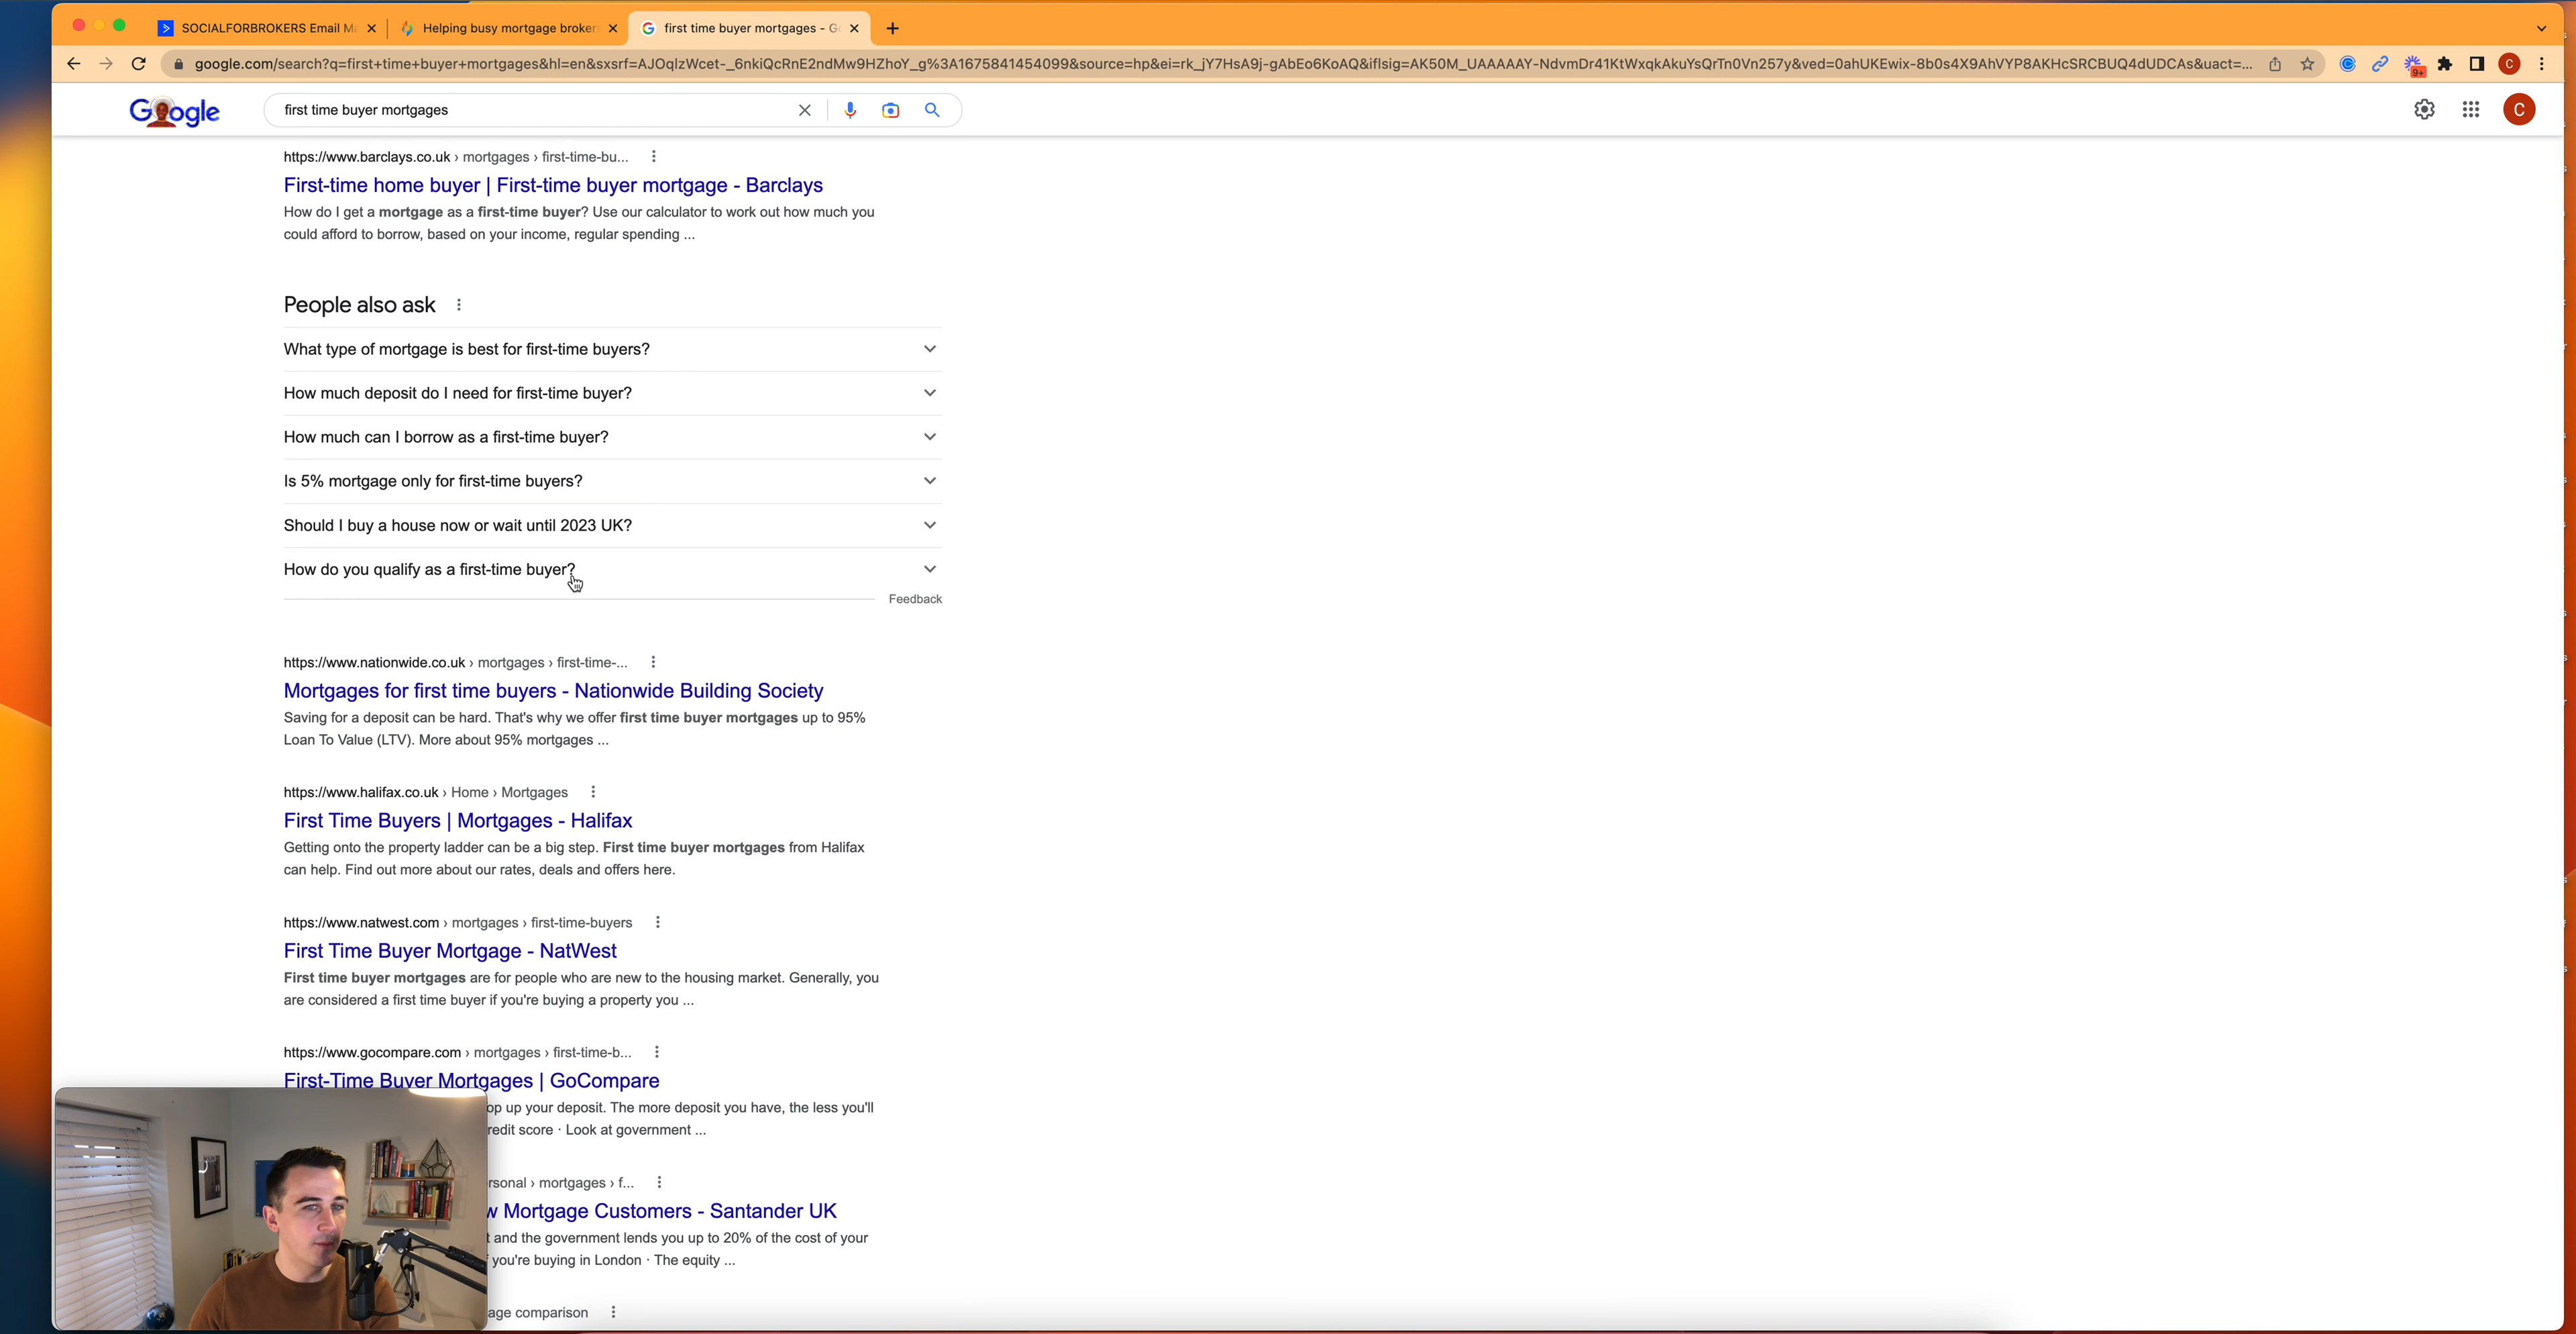 SOCIALFORBROKERS Email Ma
Helping busy mortgage broker
first time buyer mortgages - Go
google.com/search?q=first+time+buyer+mortgages&hl=en&sxsrf=AJOqlzWcet-_6nkiQcRnE2ndMw9HZhoY_g%3A1675841454099&source=hp&ei=rk_jY7HsA9j-gAbEo6KoAQ&iflsig=AK50M_UAAAAAY-NdvmDr41KtWxqkAkuYsQrTn0Vn257y&ved=0ahUKEwix-8b0s4X9AhVYP8AKHcSRCBUQ4dUDCAs&uact=...
9+
C
Google
first time buyer mortgages
C
https://www.barclays.co.uk › mortgages › first-time-bu...
First-time home buyer | First-time buyer mortgage - Barclays
How do I get a mortgage as a first-time buyer? Use our calculator to work out how much you
could afford to borrow, based on your income, regular spending ...
People also ask
What type of mortgage is best for first-time buyers?
How much deposit do I need for first-time buyer?
How much can I borrow as a first-time buyer?
Is 5% mortgage only for first-time buyers?
Should I buy a house now or wait until 2023 UK?
How do you qualify as a first-time buyer?
Feedback
https://www.nationwide.co.uk › mortgages › first-time-...
Mortgages for first time buyers - Nationwide Building Society
Saving for a deposit can be hard. That's why we offer first time buyer mortgages up to 95%
Loan To Value (LTV). More about 95% mortgages ...
https://www.halifax.co.uk › Home › Mortgages
First Time Buyers | Mortgages - Halifax
Getting onto the property ladder can be a big step. First time buyer mortgages from Halifax
can help. Find out more about our rates, deals and offers here.
https://www.natwest.com › mortgages › first-time-buyers
First Time Buyer Mortgage - NatWest
First time buyer mortgages are for people who are new to the housing market. Generally, you
are considered a first time buyer if you're buying a property you ...
https://www.gocompare.com › mortgages › first-time-b...
First-Time Buyer Mortgages | GoCompare
op up your deposit. The more deposit you have, the less you'll
redit score · Look at government ...
rsonal › mortgages › f...
w Mortgage Customers - Santander UK
t and the government lends you up to 20% of the cost of your
you're buying in London · The equity ...
age comparison